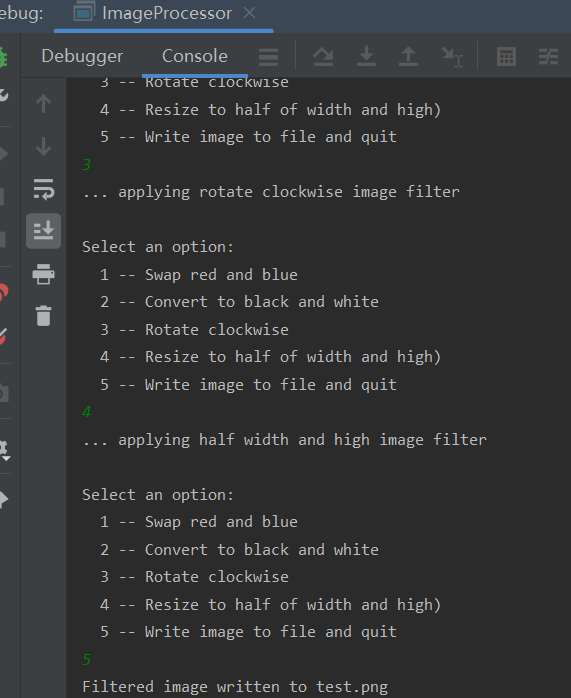 ebug: ImageProcessor
Debugger Console
3 -- Rotate clockwise
4 -- Resize to half of width and high)
5 -- Write image to file and quit
3
... applying rotate clockwise image filter
Select an option:
1 -- Swap red and blue
2 -- Convert to black and white
3 -- Rotate clockwise
4 -- Resize to half of width and high)
5 -- Write image to file and quit
4
... applying half width and high image filter
Select an option:
1 -- Swap red and blue
2 -- Convert to black and white
3 -- Rotate clockwise
4 -- Resize to half of width and high)
5 -- Write image to file and quit
5
Filtered image written to test.png